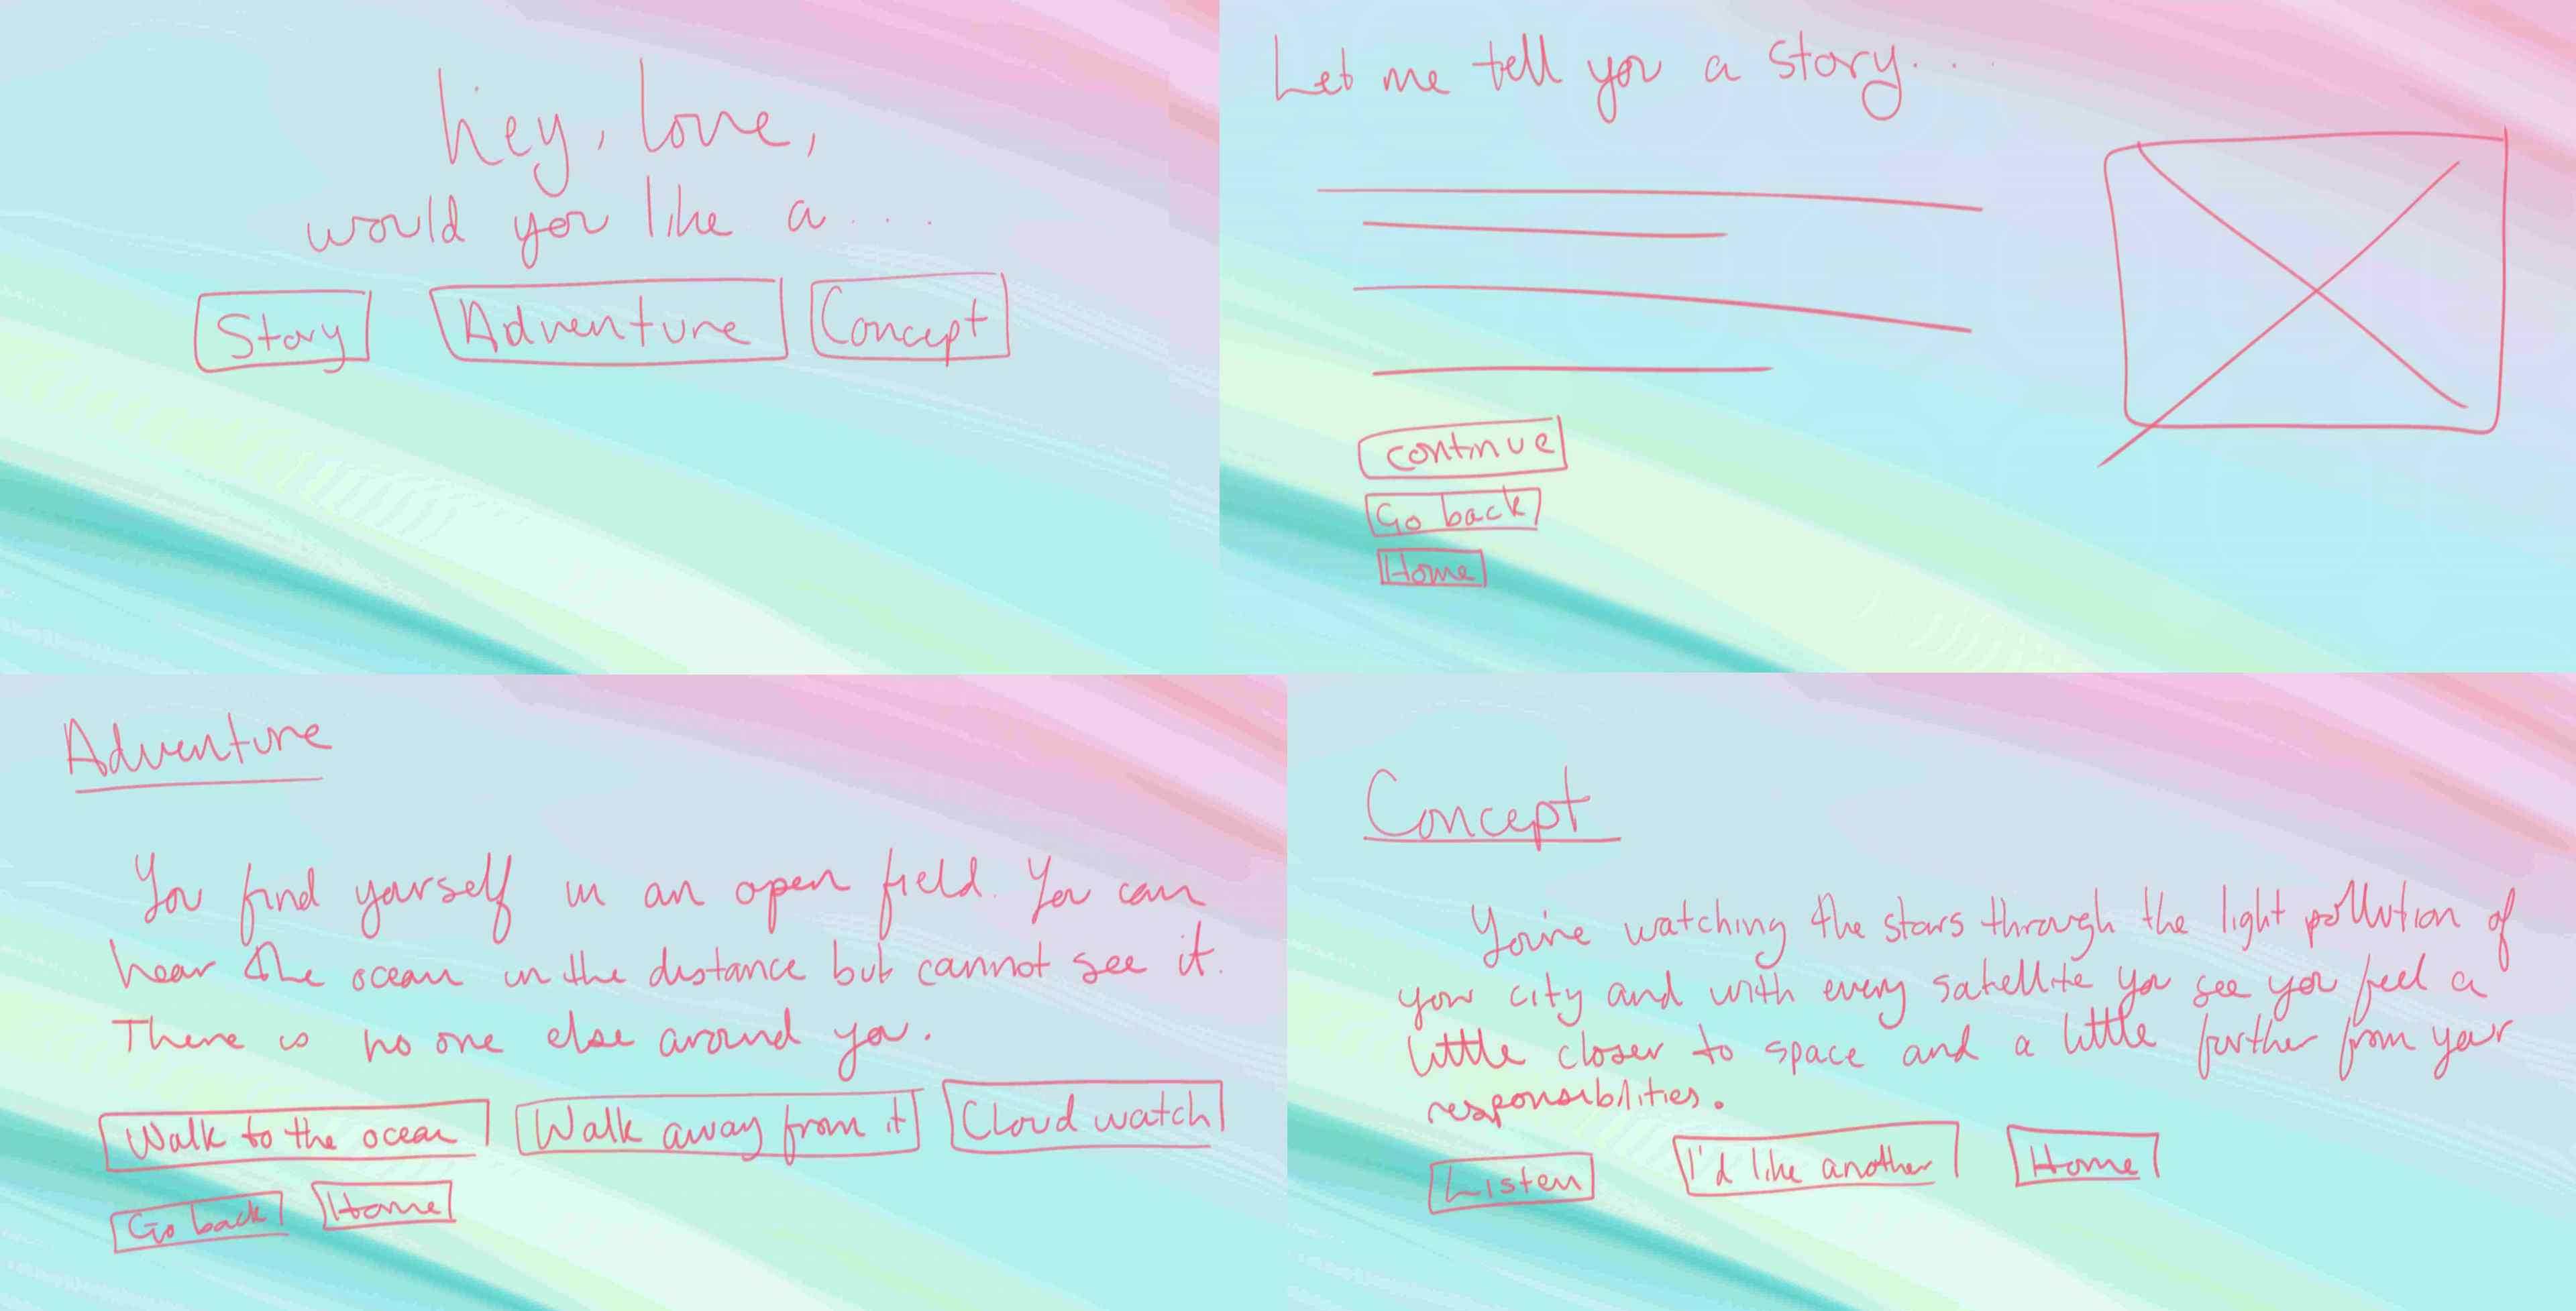 hey, love,
would you like a ...
Story Adventure Concept
Let me tell you a story...
continue
Go back
Home
Adventure
You find yourself in an open field. You can
hear the ocean in the distance but cannot see it.
There is no one else around you.
Walk to the ocean Walk away from it Cloud watch
Go back Home
Concept
You're watching the stars through the light pollution of
your city and with every satellite you see you feel a
little closer to space and a little further from your
responsibilities.
Listen I'd like another Home